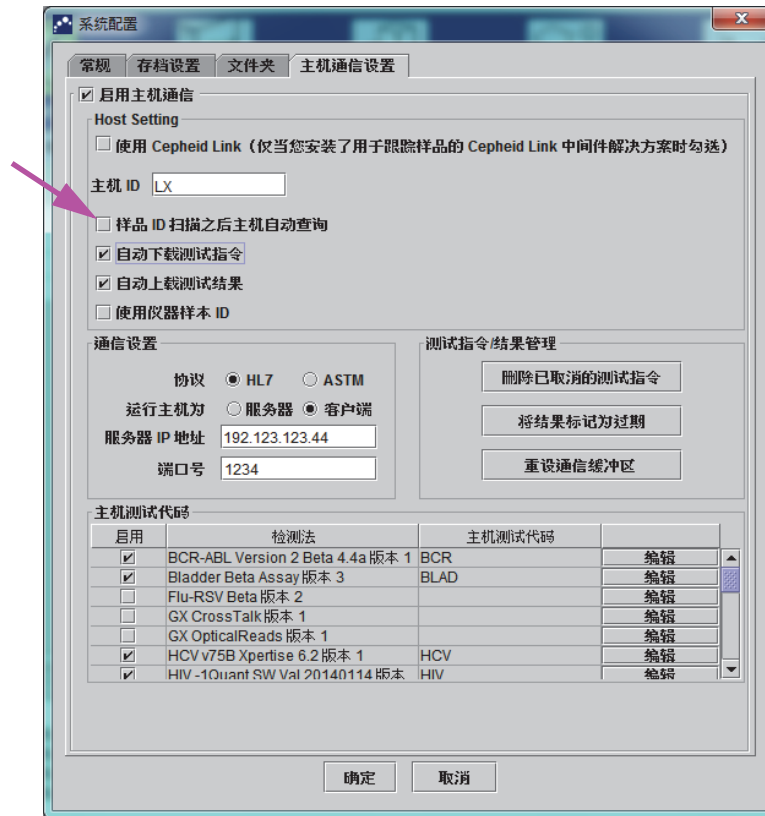 系统配置
常规 存档设置 文件夹 主机通信设置
启用主机通信
Host Setting
使用 Cepheid Link（仅当您安装了用于跟踪样品的 Cepheid Link 中间件解决方案时勾选）
主机 ID LX
样品 ID 扫描之后主机自动查询
自动下载测试指令
自动上载测试结果
使用仪器样本 ID
通信设置
协议 HL7 ASTM
运行主机为 服务器 客户端
服务器 IP 地址 192.123.123.44
端口号 1234
测试指令/结果管理
删除已取消的测试指令
将结果标记为过期
重设通信缓冲区
主机测试代码
启用 检测法 主机测试代码
BCR-ABL Version 2 Beta 4.4a 版本 1 BCR 编辑
Bladder Beta Assay 版本 3 BLAD 编辑
Flu-RSV Beta 版本 2 编辑
GX CrossTalk 版本 1 编辑
GX OpticalReads 版本 1 编辑
HCV v75B Xpertise 6.2 版本 1 HCV 编辑
HIV -1Quant SW Val 20140114 版本 HIV 编辑
确定 取消